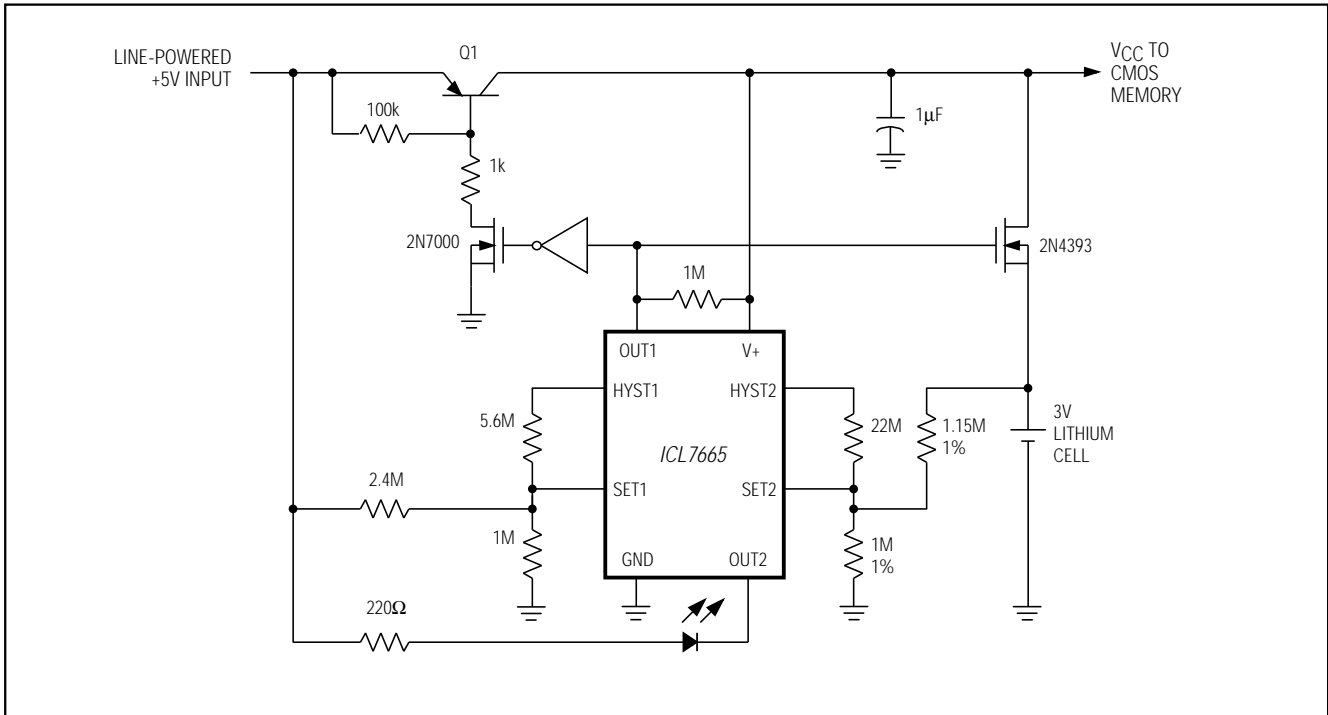 LINE-POWERED
+5V INPUT
Q1
VCC TO
CMOS
MEMORY
100k
1µF
1k
2N7000
2N4393
1M
OUT1
V+
HYST1
HYST2
5.6M
22M
1.15M
1%
3V
LITHIUM
CELL
ICL7665
2.4M
SET1
SET2
1M
1M
1%
GND
OUT2
220Ω